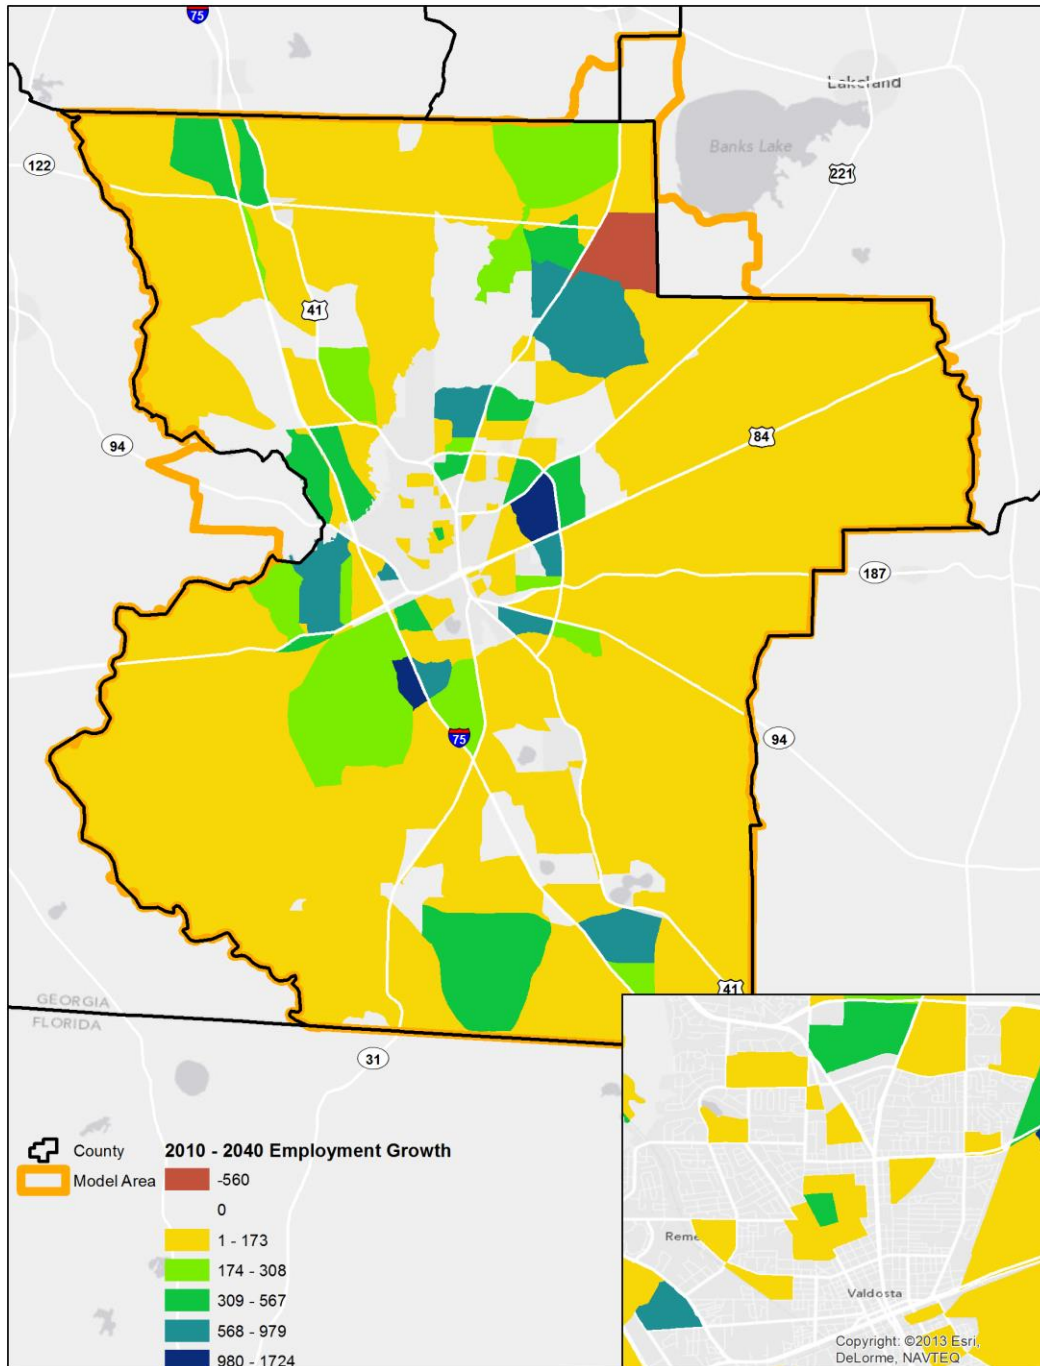 75
Lakeland
Banks Lake
122
221
41
94
84
187
75
94
41
GEORGIA
FLORIDA
31
County
2010 - 2040 Employment Growth
Model Area
-560
0
1 - 173
174 - 308
309 - 567
568 - 979
980 - 1724
Reme
Valdosta
Copyright: ©2013 Esri,
DeLorme, NAVTEQ